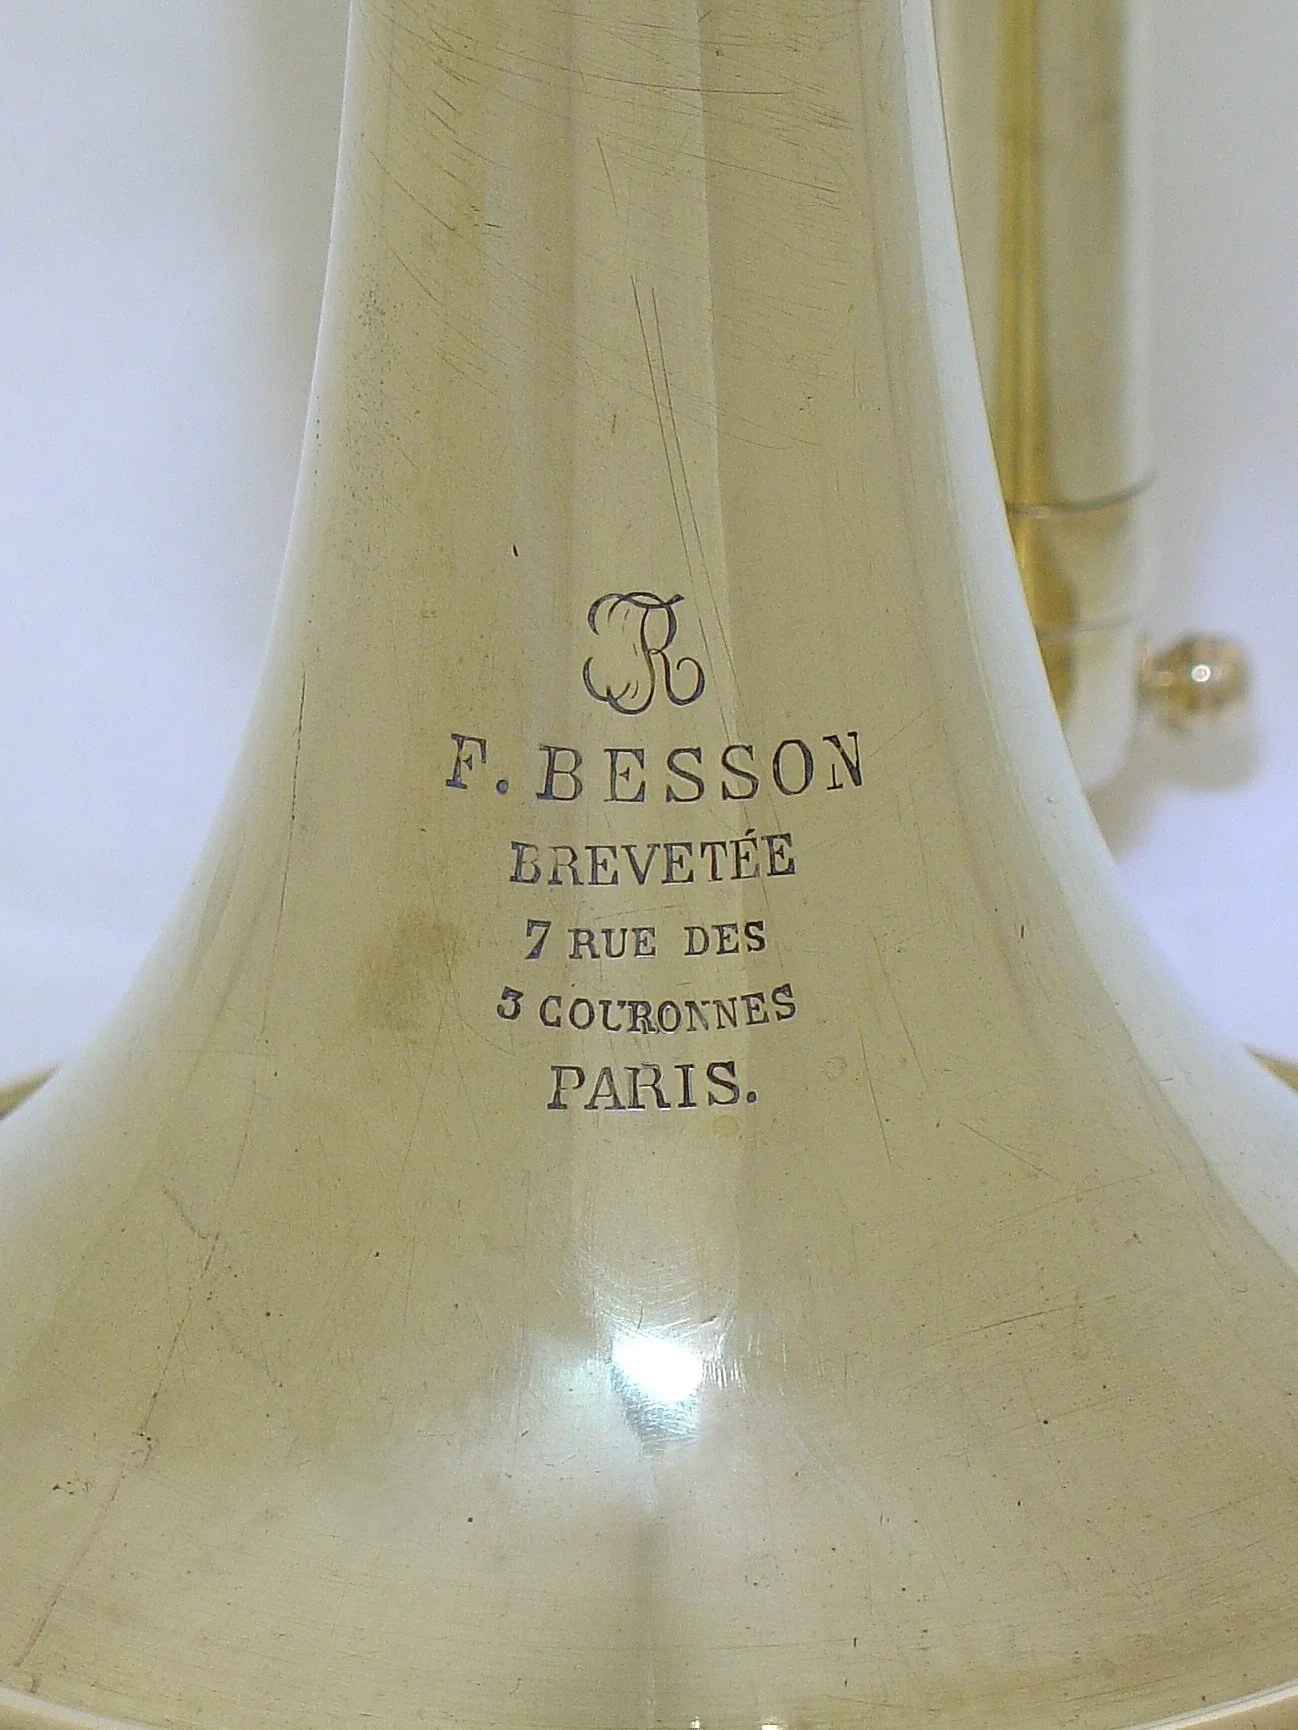 F. BESSON
BREVETÉE
7 RUE DES
3 COURONNES
PARIS.